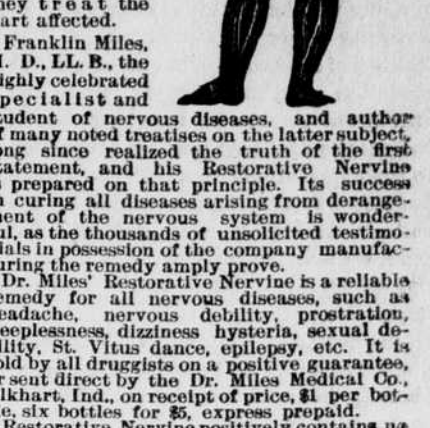 hey treat the
art affected.
Franklin Miles,
I. D., LL. B., the
ighly celebrated
pecialist and
tudent of nervous diseases, and author
f many noted treatises on the latter subject,
ong since realized the truth of the first
tatement, and his Restorative Nervine
s prepared on that principle. Its success
n curing all diseases arising from derange-
nent of the nervous system is wonder-
ul, as the thousands of unsolicited testimo-
ials in possession of the company manufac-
uring the remedy amply prove.
Dr. Miles' Restorative Nervine is a reliable
emedy for all nervous diseases, such as
eadache, nervous debility, prostration,
leeplessness, dizziness hysteria, sexual de-
ility, St. Vitus dance, epilepsy, etc. It is
old by all druggists on a positive guarantee,
r sent direct by the Dr. Miles Medical Co.,
lkhart, Ind., on receipt of price, $1 per bot-
le, six bottles for $5, express prepaid.
Restorative Nervine positively contains no